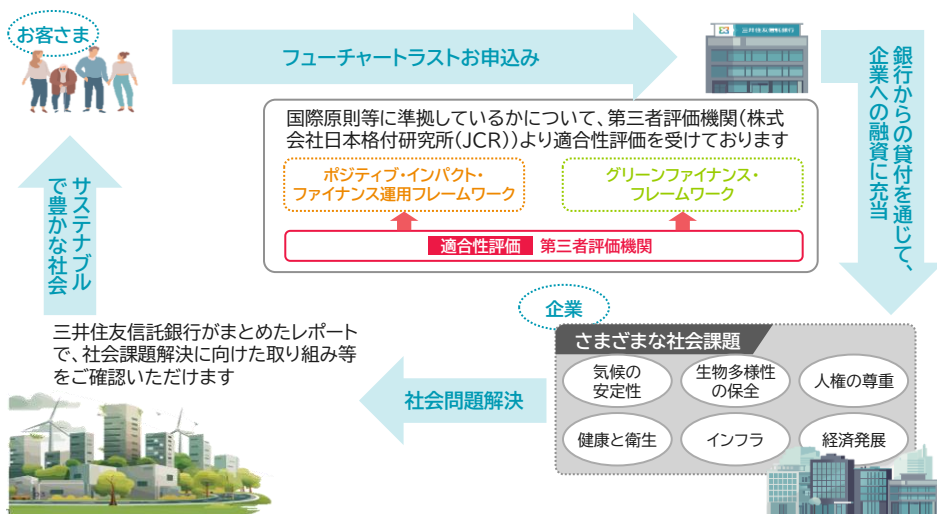 お客さま
フューチャートラストお申込み
三井住友信託銀行
銀行からの貸付を通じて、
企業への融資に充当
国際原則等に準拠しているかについて、第三者評価機関(株式
会社日本格付研究所(JCR))より適合性評価を受けております
ポジティブ・インパクト・
ファイナンス運用フレームワーク
グリーンファイナンス・
フレームワーク
適合性評価 第三者評価機関
企業
さまざまな社会課題
気候の
安定性
生物多様性
の保全
人権の尊重
健康と衛生
インフラ
経済発展
社会問題解決
三井住友信託銀行がまとめたレポート
で、社会課題解決に向けた取り組み等
をご確認いただけます
サステナブル
で豊かな社会